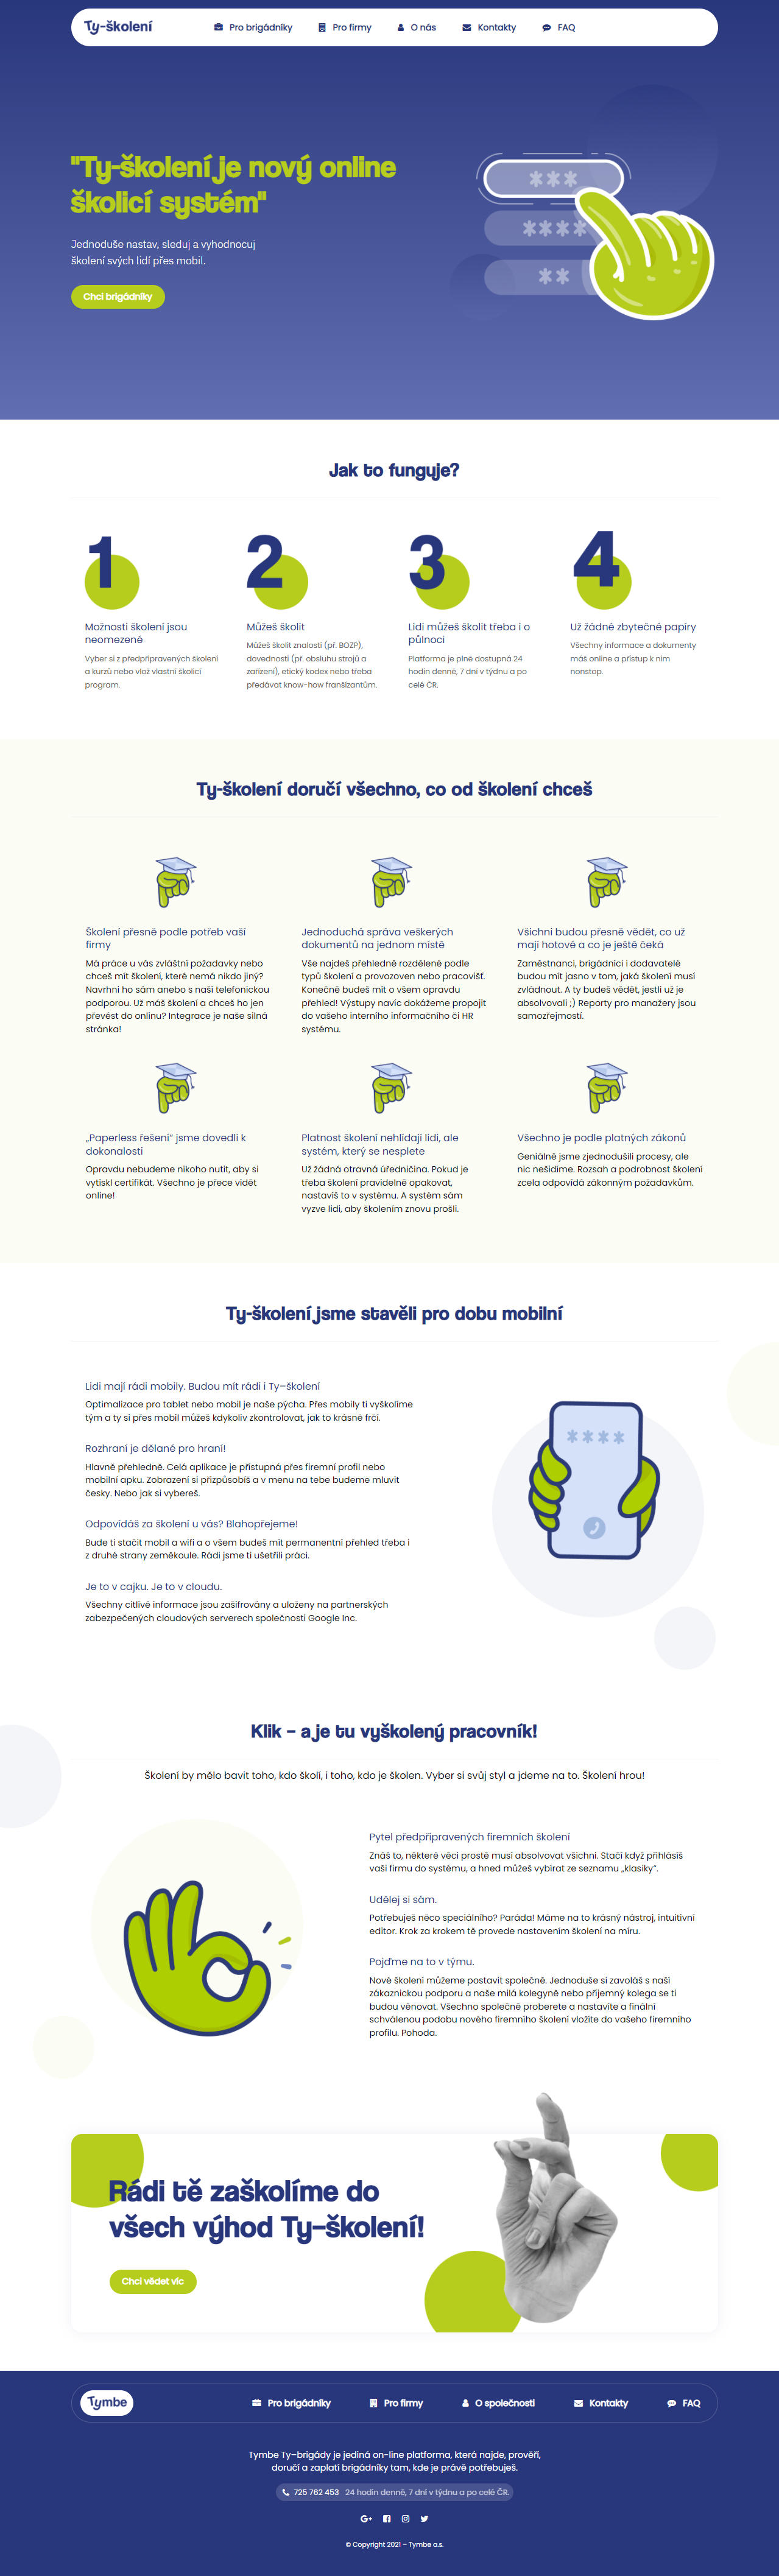 Ty-školení
Pro brigádníky
Pro firmy
O nás
Kontakty
FAQ
"Ty-školení je nový online
školicí systém"
Jednoduše nastav, sleduj a vyhodnocuj
školení svých lidí přes mobil.
Chci brigádníky
***
****
**
Jak to funguje?
1
Možnosti školení jsou
neomezené
Vyber si z předpřipravených školení
a kurzů nebo vlož vlastní školicí
program.
2
Můžeš školit
Můžeš školit znalosti (př. BOZP),
dovednosti (př. obsluhu strojů a
zařízení), etický kodex nebo třeba
předávat know-how franšízantům.
3
Lidi můžeš školit třeba i o
půlnoci
Platforma je plně dostupná 24
hodin denně, 7 dní v týdnu a po
celé ČR.
4
Už žádné zbytečné papíry
Všechny informace a dokumenty
máš online a přístup k nim
nonstop.
Ty-školení doručí všechno, co od školení chceš
Školení přesně podle potřeb vaší
firmy
Má práce u vás zvláštní požadavky nebo
chceš mít školení, které nemá nikdo jiný?
Navrhni ho sám anebo s naší telefonickou
podporou. Už máš školení a chceš ho jen
převést do onlinu? Integrace je naše silná
stránka!
Jednoduchá správa veškerých
dokumentů na jednom místě
Vše najdeš přehledně rozdělené podle
typů školení a provozoven nebo pracovišť.
Konečně budeš mít o všem opravdu
přehled! Výstupy navíc dokážeme propojit
do vašeho interního informačního či HR
systému.
Všichni budou přesně vědět, co už
mají hotové a co je ještě čeká
Zaměstnanci, brigádníci i dodavatelé
budou mít jasno v tom, jaká školení musí
zvládnout. A ty budeš vědět, jestli už je
absolvovali ;) Reporty pro manažery jsou
samozřejmostí.
„Paperless řešení" jsme dovedli k
dokonalosti
Opravdu nebudeme nikoho nutit, aby si
vytiskl certifikát. Všechno je přece vidět
online!
Platnost školení nehlídají lidi, ale
systém, který se nesplete
Už žádná otravná úředničina. Pokud je
třeba školení pravidelně opakovat,
nastavíš to v systému. A systém sám
vyzve lidi, aby školením znovu prošli.
Všechno je podle platných zákonů
Geniálně jsme zjednodušili procesy, ale
nic nešidíme. Rozsah a podrobnost školení
zcela odpovídá zákonným požadavkům.
Ty-školení jsme stavěli pro dobu mobilní
Lidi mají rádi mobily. Budou mít rádi i Ty–školení
Optimalizace pro tablet nebo mobil je naše pýcha. Přes mobily ti vyškolíme
tým a ty si přes mobil můžeš kdykoliv zkontrolovat, jak to krásně frčí.
Rozhraní je dělané pro hraní!
Hlavně přehledně. Celá aplikace je přístupná přes firemní profil nebo
mobilní apku. Zobrazení si přizpůsobíš a v menu na tebe budeme mluvit
česky. Nebo jak si vybereš.
Odpovídáš za školení u vás? Blahopřejeme!
Bude ti stačit mobil a wifi a o všem budeš mít permanentní přehled třeba i
z druhé strany zeměkoule. Rádi jsme ti ušetřili práci.
Je to v cajku. Je to v cloudu.
Všechny citlivé informace jsou zašifrovány a uloženy na partnerských
zabezpečených cloudových serverech společnosti Google Inc.
****
Klik – a je tu vyškolený pracovník!
Školení by mělo bavit toho, kdo školí, i toho, kdo je školen. Vyber si svůj styl a jdeme na to. Školení hrou!
Pytel předpřipravených firemních školení
Znáš to, některé věci prostě musí absolvovat všichni. Stačí když přihlásíš
vaši firmu do systému, a hned můžeš vybírat ze seznamu „klasiky".
Udělej si sám.
Potřebuješ něco speciálního? Paráda! Máme na to krásný nástroj, intuitivní
editor. Krok za krokem tě provede nastavením školení na míru.
Pojďme na to v týmu.
Nové školení můžeme postavit společně. Jednoduše si zavoláš s naší
zákaznickou podporu a naše milá kolegyně nebo příjemný kolega se ti
budou věnovat. Všechno společně proberete a nastavíte a finální
schválenou podobu nového firemního školení vložíte do vašeho firemního
profilu. Pohoda.
Rádi tě zaškolíme do
všech výhod Ty–školení!
Chci vědet víc
Tymbe
Pro brigádníky
Pro firmy
O společnosti
Kontakty
FAQ
Tymbe Ty–brigády je jediná on-line platforma, která najde, prověří,
doručí a zaplatí brigádníky tam, kde je právě potřebuješ.
725 762 453 24 hodin denně, 7 dní v týdnu a po celé ČR.
© Copyright 2021 – Tymbe a.s.